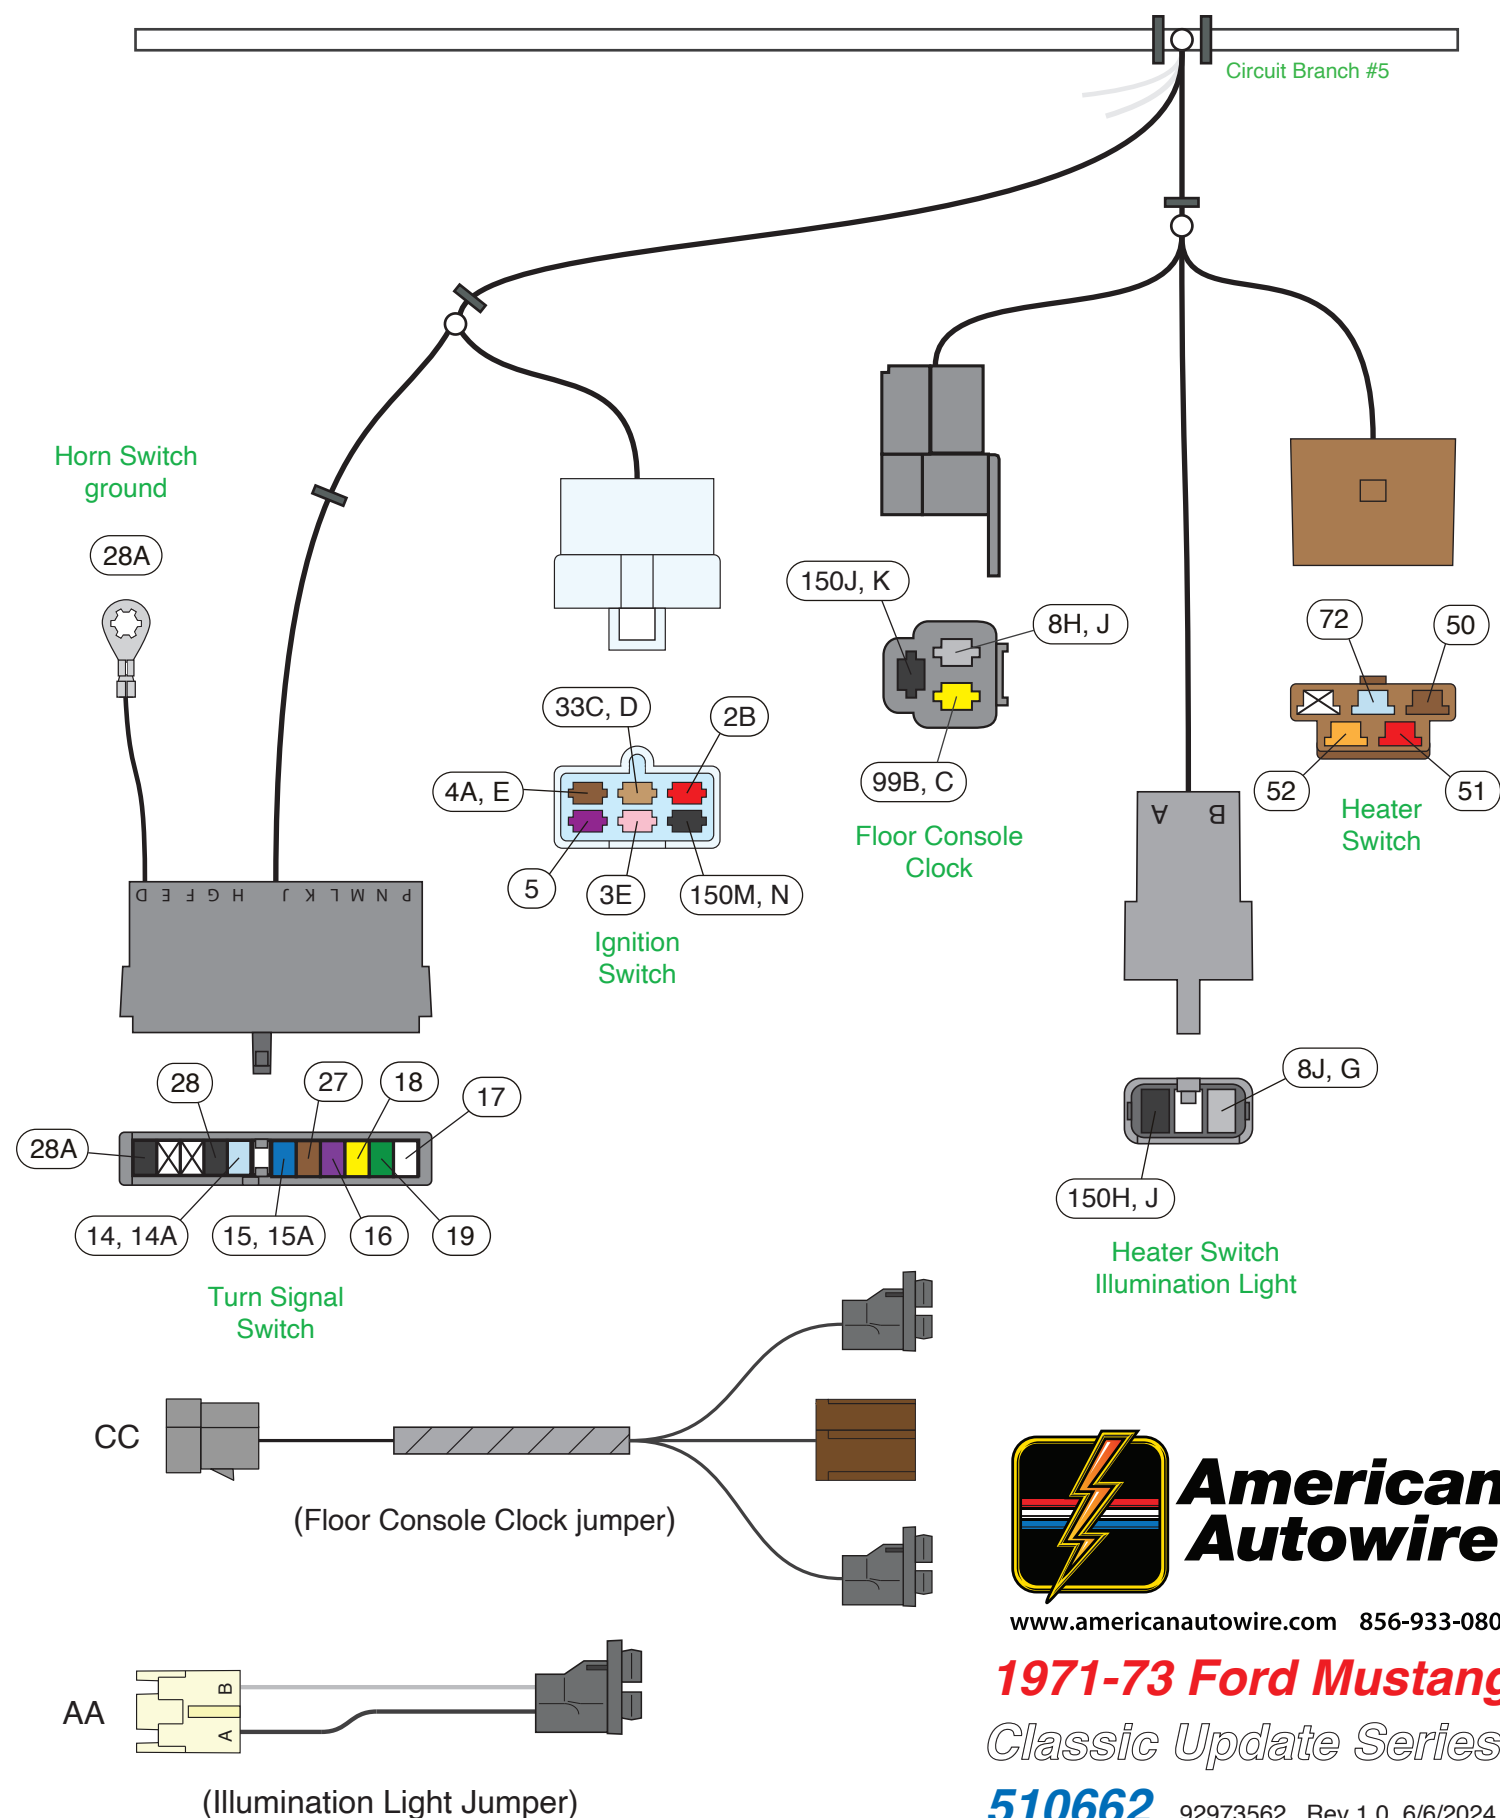 Circuit Branch #5
Horn Switch
ground
28A
D E F G H J K L M N P
28
27
18
17
28A
14, 14A
15, 15A
16
19
Turn Signal
Switch
33C, D
2B
4A, E
5
3E
150M, N
Ignition
Switch
150J, K
8H, J
99B, C
Floor Console
Clock
72
50
52
51
Heater
Switch
A B
8J, G
150H, J
Heater Switch
Illumination Light
CC
(Floor Console Clock jumper)
AA
B
A
(Illumination Light Jumper)
American
Autowire
www.americanautowire.com 856-933-080
1971-73 Ford Mustang
Classic Update Series
510662 92973562 Rev 1.0 6/6/2024